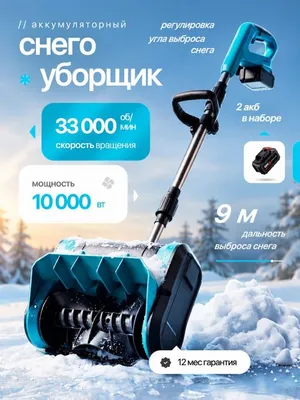 // аккумуляторный
снего
уборщик
регулировка
угла выброса
снега
33 000 об/
мин
скорость вращения
2 акб
в наборе
мощность
10 000 вт
9 м
дальность
выброса снега
12 мес гарантия